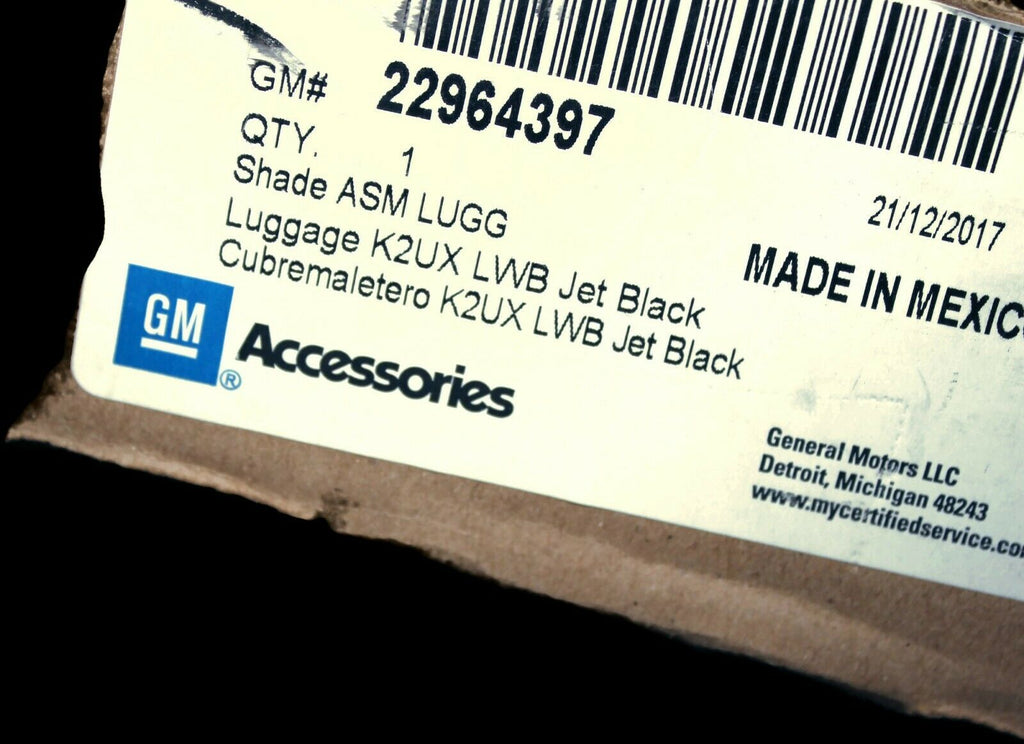 GM# 22964397
QTY. 1
21/12/2017
Shade ASM LUGG
MADE IN MEXIC
Luggage K2UX LWB Jet Black
Cubremaletero K2UX LWB Jet Black
GM
® Accessories
General Motors LLC
Detroit, Michigan 48243
www.mycertifiedservice.co